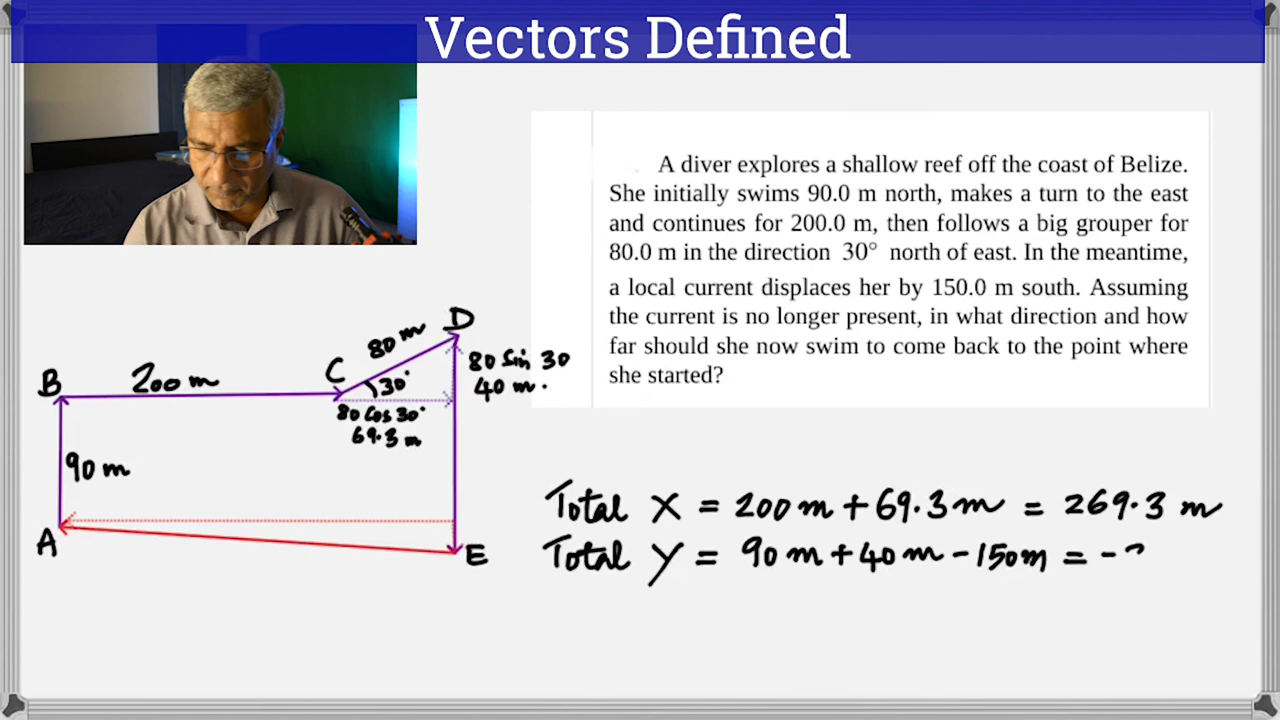 Vectors Defined
A diver explores a shallow reef off the coast of Belize.
She initially swims 90.0 m north, makes a turn to the east
and continues for 200.0 m, then follows a big grouper for
80.0 m in the direction 30° north of east. In the meantime,
a local current displaces her by 150.0 m south. Assuming
the current is no longer present, in what direction and how
far should she now swim to come back to the point where
she started?
D
80 m
C
80 Sin 30
40 m.
B
200 m
30°
80 Cos 30°
69.3 m
90 m
A
E
Total X = 200 m + 69.3 m = 269.3 m
Total Y = 90 m + 40 m - 150 m = -